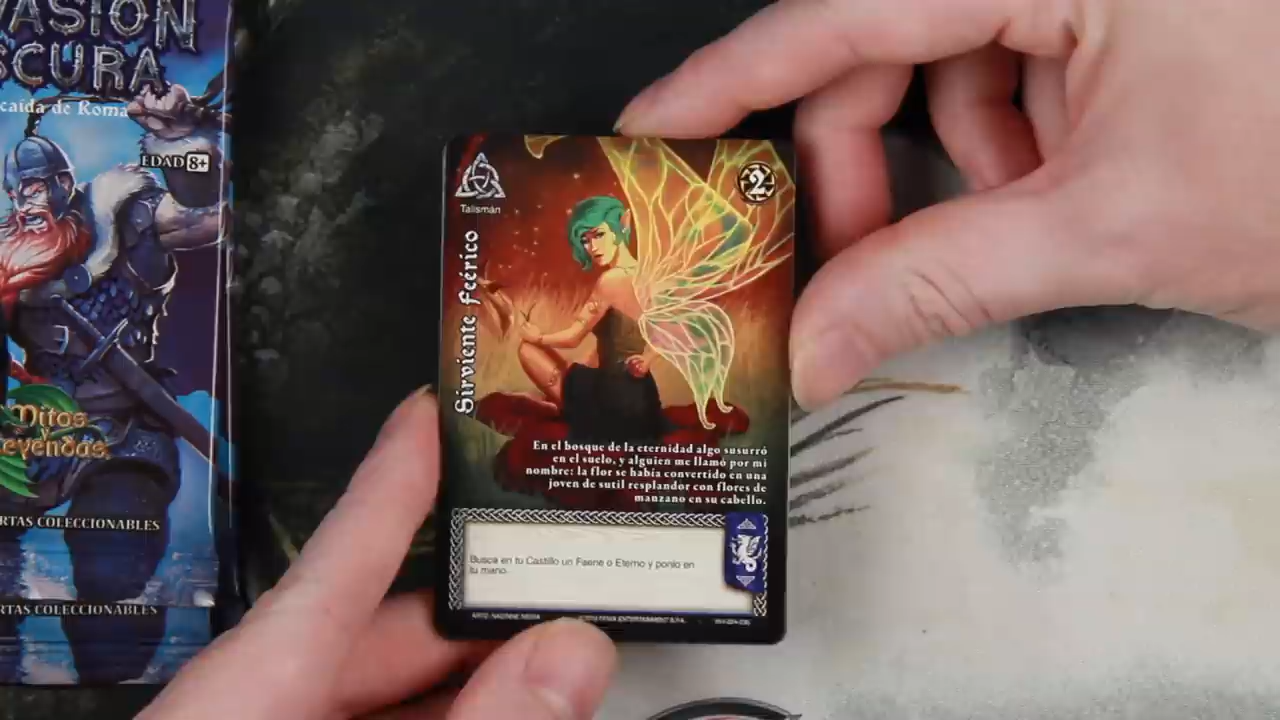 VASIÓN
SCURA
caída de Roma
EDAD 8+
Mitos
y
Leyendas
RTAS COLECCIONABLES
RTAS COLECCIONABLES
Talismán
2
Sirviente feérico
En el bosque de la eternidad algo susurró
en el suelo, y alguien me llamó por mi
nombre: la flor se había convertido en una
joven de sutil resplandor con flores de
manzano en su cabello.
Busca en tu Castillo un Faerie o Eterno y ponlo en
tu mano.